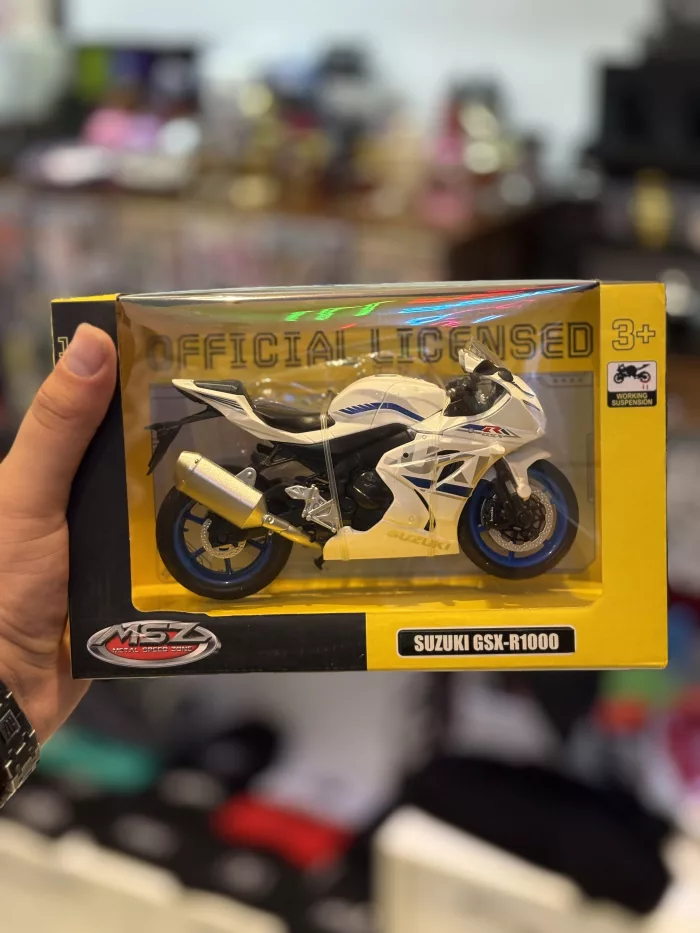 OFFICIAL LICENSED
3+
WORKING
SUSPENSION
R
SUZUKI
MSZ
METAL SPEED ZONE
SUZUKI GSX-R1000